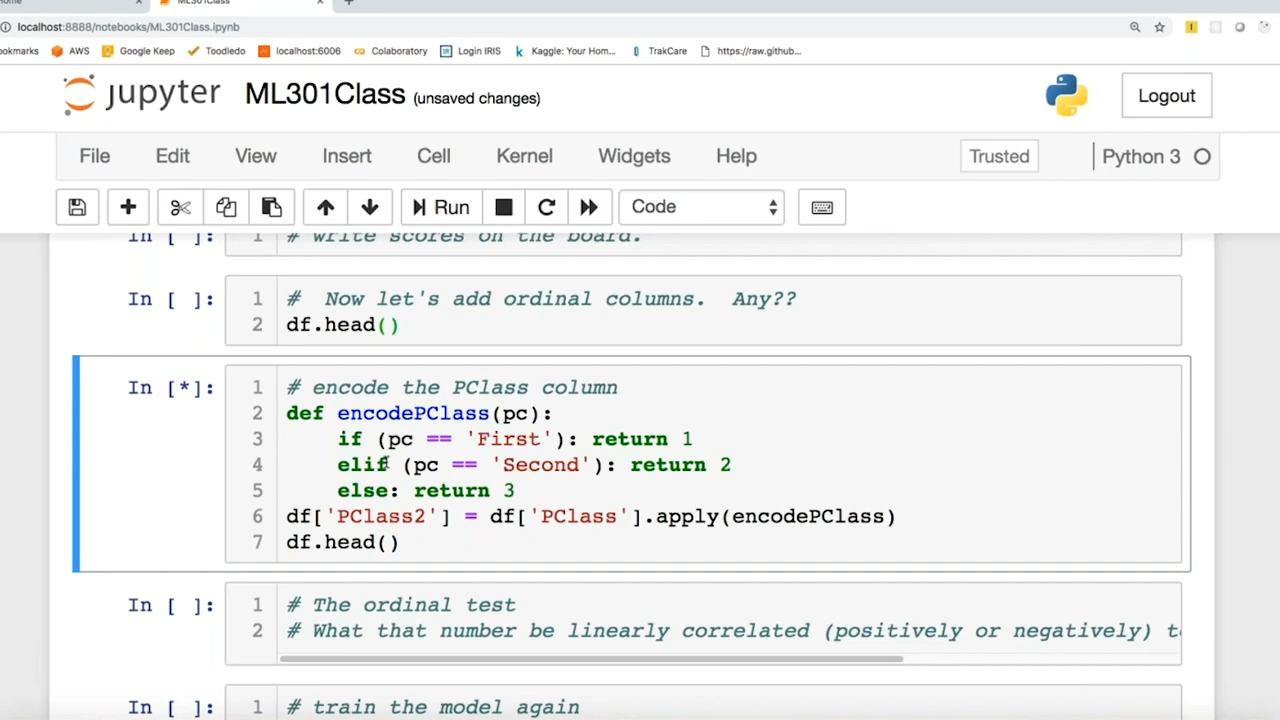 ML301Class
localhost:8888/notebooks/ML301Class.ipynb
ookmarks AWS Google Keep Toodledo localhost:6006 Colaboratory Login IRIS Kaggle: Your Hom... TrakCare https://raw.github...
jupyter ML301Class (unsaved changes) Logout
File Edit View Insert Cell Kernel Widgets Help Trusted Python 3
Run Code
In [ ]: 1 # write scores on the board.
In [ ]: 1 # Now let's add ordinal columns. Any??
2 df.head()
In [*]: 1 # encode the PClass column
2 def encodePClass(pc):
3 if (pc == 'First'): return 1
4 elif (pc == 'Second'): return 2
5 else: return 3
6 df['PClass2'] = df['PClass'].apply(encodePClass)
7 df.head()
In [ ]: 1 # The ordinal test
2 # What that number be linearly correlated (positively or negatively) t
In [ ]: 1 # train the model again